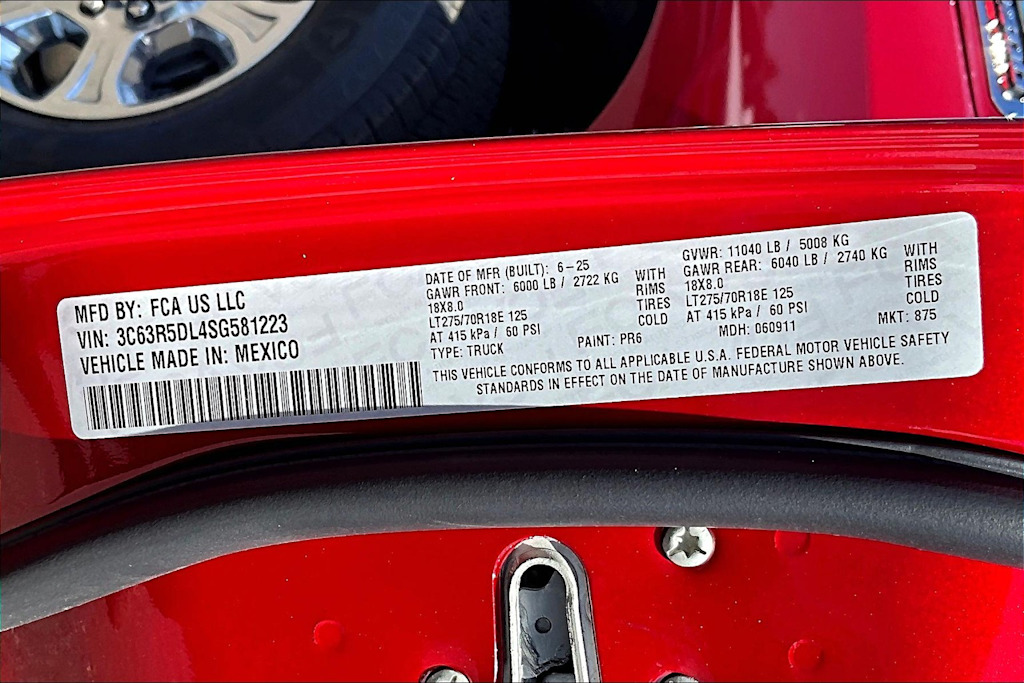 MFD BY: FCA US LLC
VIN: 3C63R5DL4SG581223
VEHICLE MADE IN: MEXICO
DATE OF MFR (BUILT): 6-25
GAWR FRONT: 6000 LB / 2722 KG WITH
18X8.0 RIMS
LT275/70R18E 125 TIRES
AT 415 kPa / 60 PSI COLD
TYPE: TRUCK PAINT: PR6
GVWR: 11040 LB / 5008 KG
GAWR REAR: 6040 LB / 2740 KG WITH
18X8.0 RIMS
LT275/70R18E 125 TIRES
AT 415 kPa / 60 PSI COLD
MDH: 060911 MKT: 875
THIS VEHICLE CONFORMS TO ALL APPLICABLE U.S.A. FEDERAL MOTOR VEHICLE SAFETY
STANDARDS IN EFFECT ON THE DATE OF MANUFACTURE SHOWN ABOVE.